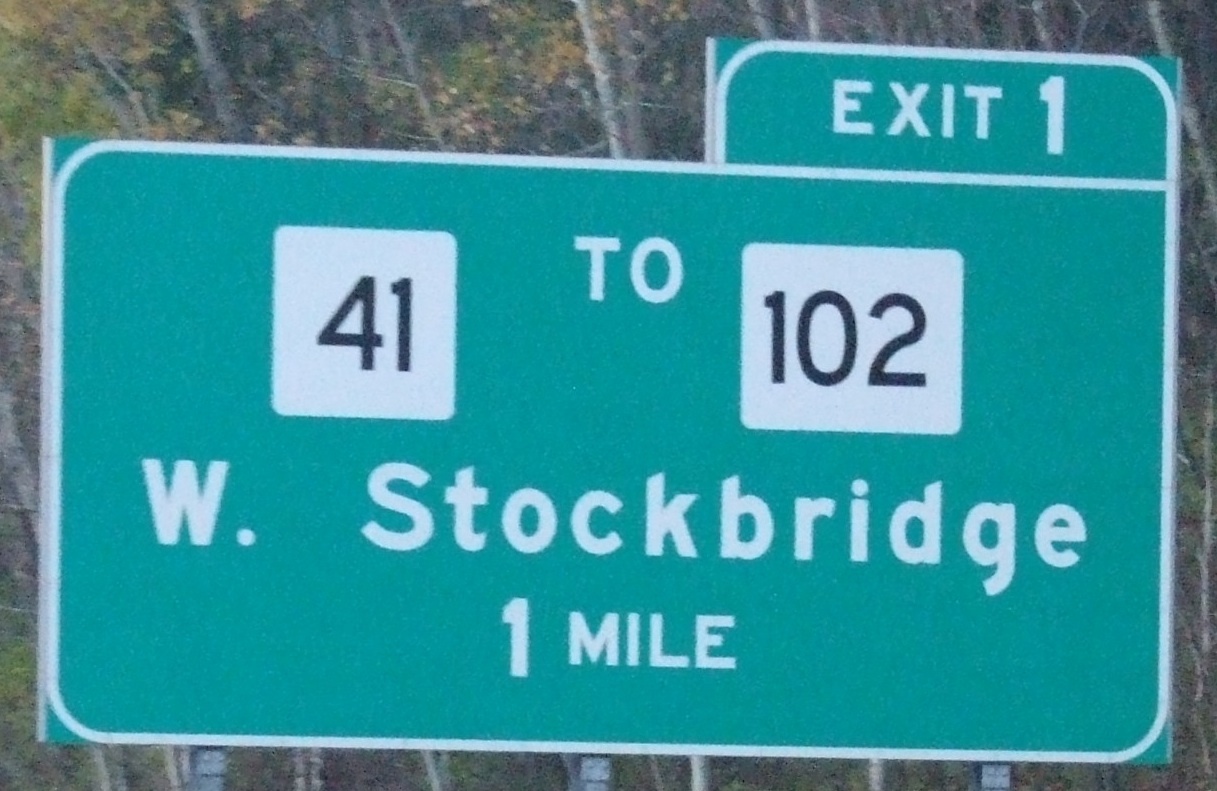 EXIT 1
41 TO 102
W. Stockbridge
1 MILE